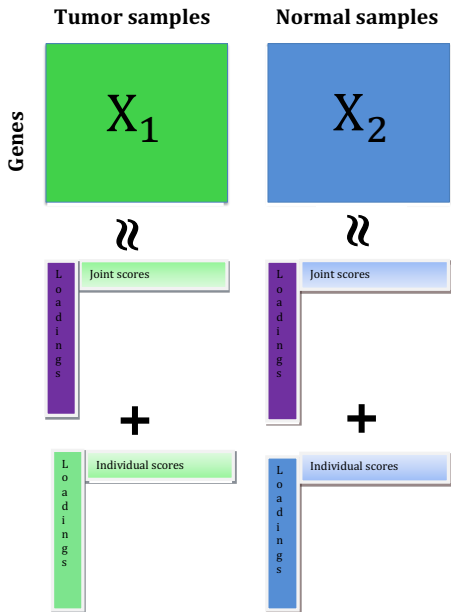 Tumor samples Normal samples
Genes
X1 X2
≈ ≈
Loadings Joint scores Loadings Joint scores
+ +
Loadings Individual scores Loadings Individual scores